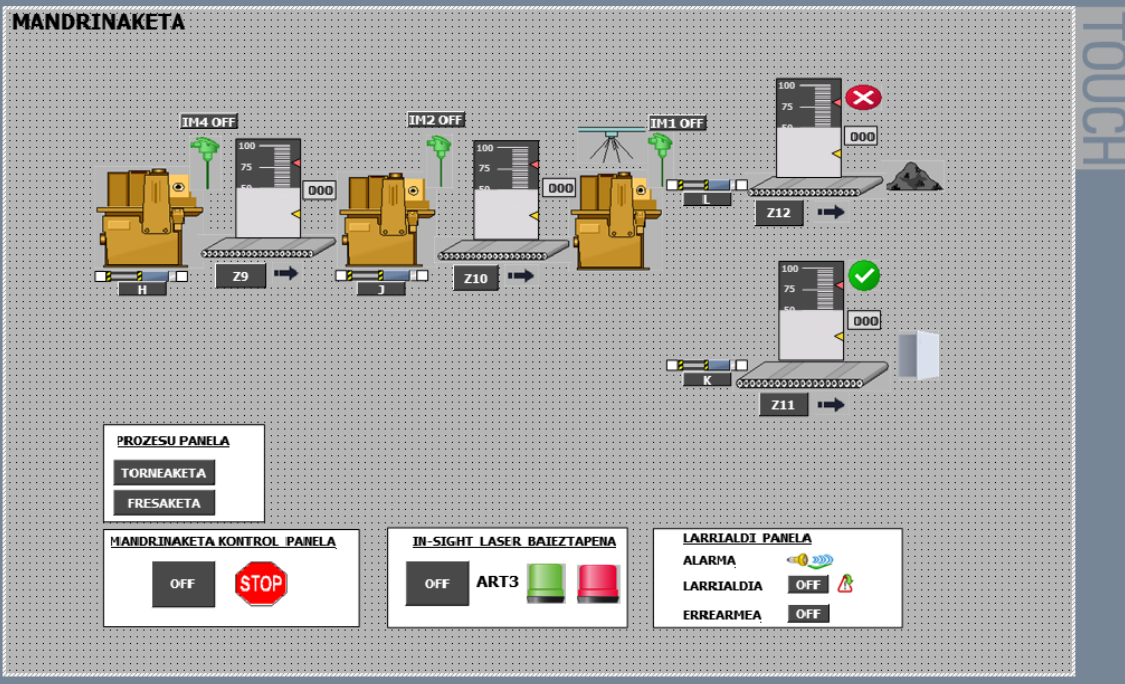 MANDRINAKETA
TOUCH
IM4 OFF
IM2 OFF
IM1 OFF
100
75
50
000
100
75
50
000
100
75
50
000
H
Z9
J
Z10
L
Z12
100
75
50
000
K
Z11
PROZESU PANELA
TORNEAKETA
FRESAKETA
MANDRINAKETA KONTROL PANELA
OFF
STOP
IN-SIGHT LASER BAIEZTAPENA
OFF
ART3
LARRIALDI PANELA
ALARMA
LARRIALDIA
OFF
ERREARMEA
OFF